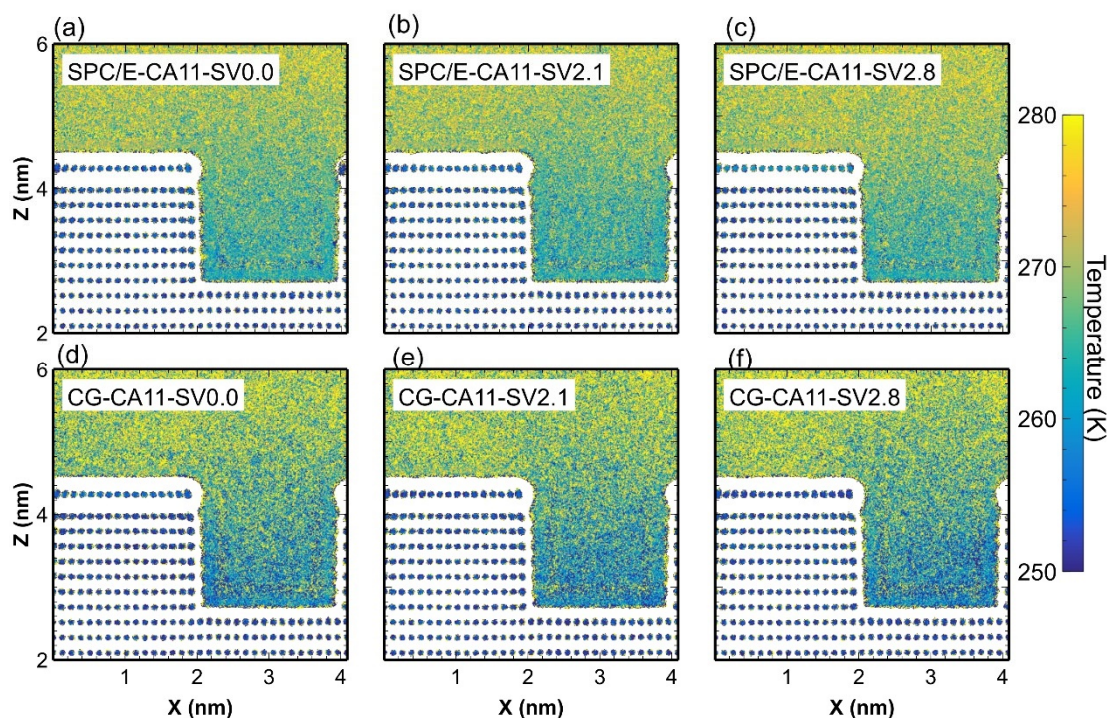 (a) (b) (c)
6 SPC/E-CA11-SV0.0 SPC/E-CA11-SV2.1 SPC/E-CA11-SV2.8
280
4
Z (nm)
270
2
Temperature (K)
(d) (e) (f)
6 CG-CA11-SV0.0 CG-CA11-SV2.1 CG-CA11-SV2.8
260
4
Z (nm)
250
2
1 2 3 4 1 2 3 4 1 2 3 4
X (nm) X (nm) X (nm)